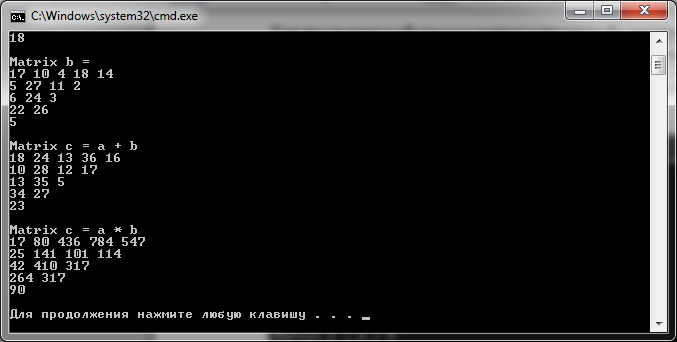 C:\Windows\system32\cmd.exe
18
Matrix b =
17 10 4 18 14
5 27 11 2
6 24 3
22 26
5
Matrix c = a + b
18 24 13 36 16
10 28 12 17
13 35 5
34 27
23
Matrix c = a * b
17 80 436 784 547
25 141 101 114
42 410 317
264 317
90
Для продолжения нажмите любую клавишу . . .